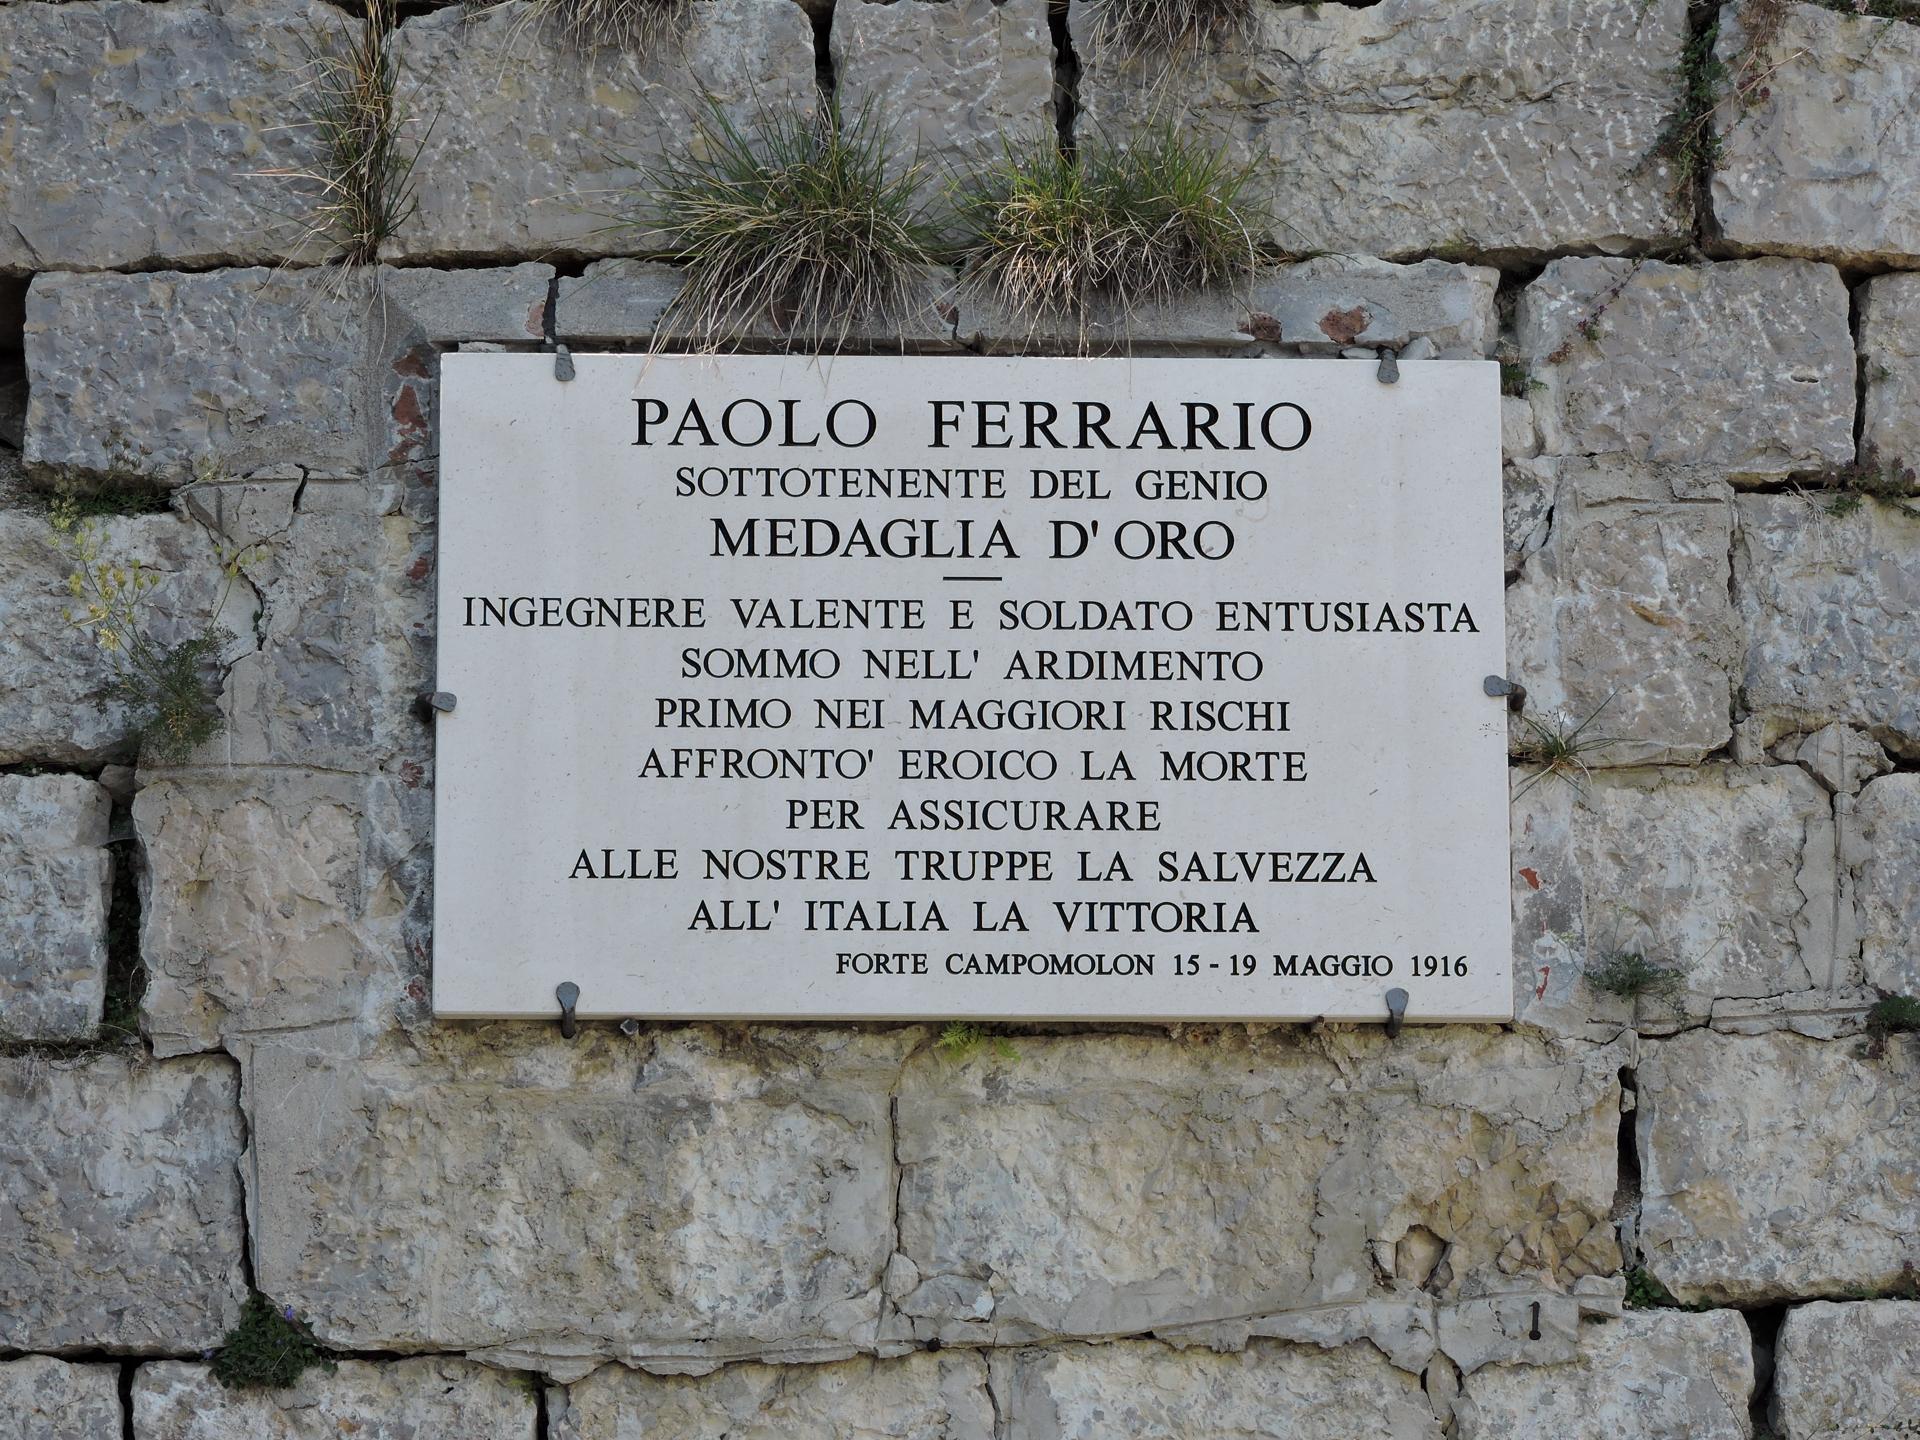 PAOLO FERRARIO
SOTTOTENENTE DEL GENIO
MEDAGLIA D' ORO
INGEGNERE VALENTE E SOLDATO ENTUSIASTA
SOMMO NELL' ARDIMENTO
PRIMO NEI MAGGIORI RISCHI
AFFRONTO' EROICO LA MORTE
PER ASSICURARE
ALLE NOSTRE TRUPPE LA SALVEZZA
ALL' ITALIA LA VITTORIA
FORTE CAMPOMOLON 15 - 19 MAGGIO 1916